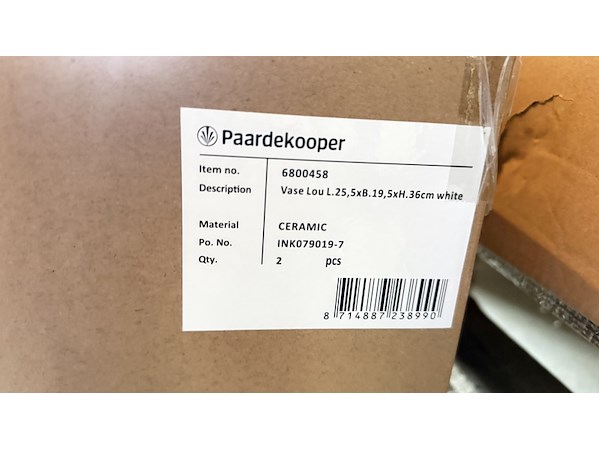 Paardekooper
Item no. 6800458
Description Vase Lou L.25,5xB.19,5xH.36cm white
Material CERAMIC
Po. No. INK079019-7
Qty. 2 pcs
8 714887 238990